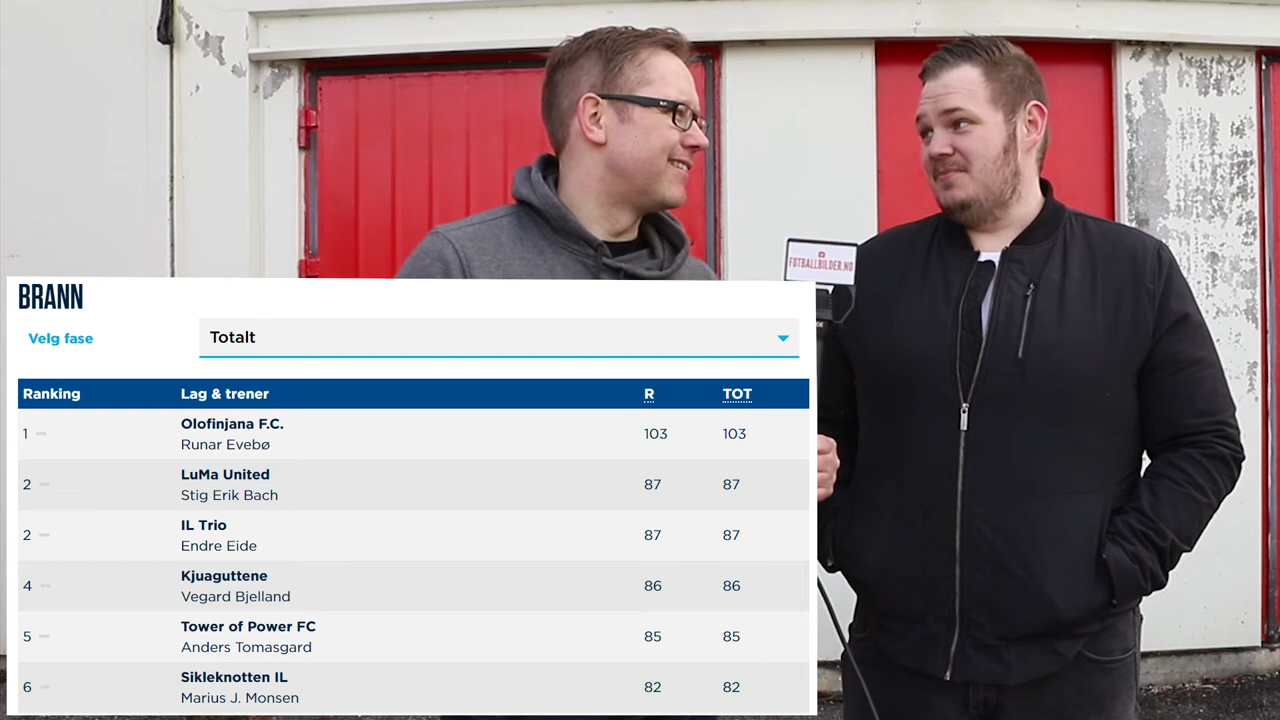 FOTBALLBILDER.NO
BRANN
Velg fase Totalt
Ranking Lag & trener R TOT
1 Olofinjana F.C. 103 103
Runar Evebø
2 LuMa United 87 87
Stig Erik Bach
2 IL Trio 87 87
Endre Eide
4 Kjuaguttene 86 86
Vegard Bjelland
5 Tower of Power FC 85 85
Anders Tomasgard
6 Sikleknotten IL 82 82
Marius J. Monsen